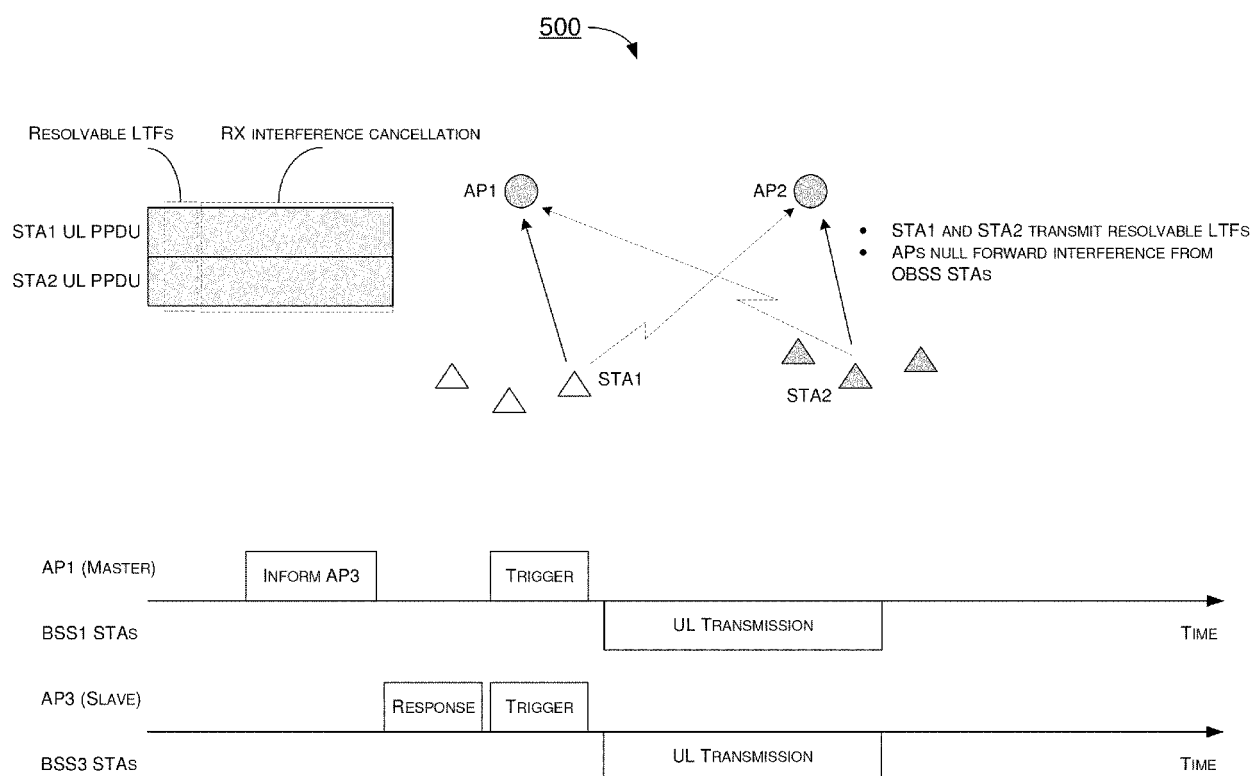 500
RESOLVABLE LTFS
RX INTERFERENCE CANCELLATION
STA1 UL PPDU
STA2 UL PPDU
AP1
AP2
STA1
STA2
• STA1 AND STA2 TRANSMIT RESOLVABLE LTFS
• APS NULL FORWARD INTERFERENCE FROM
OBSS STAS
AP1 (MASTER)
INFORM AP3
TRIGGER
BSS1 STAS
UL TRANSMISSION
TIME
AP3 (SLAVE)
RESPONSE
TRIGGER
BSS3 STAS
UL TRANSMISSION
TIME